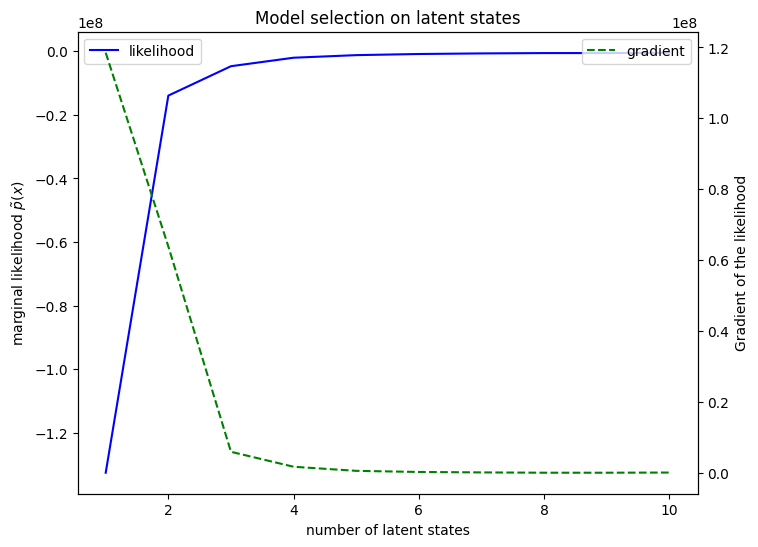 Model selection on latent states
1e8
1e8
likelihood
gradient
0.0
−0.2
−0.4
−0.6
−0.8
−1.0
−1.2
marginal likelihood p̃(x)
1.2
1.0
0.8
0.6
0.4
0.2
0.0
Gradient of the likelihood
2 4 6 8 10
number of latent states